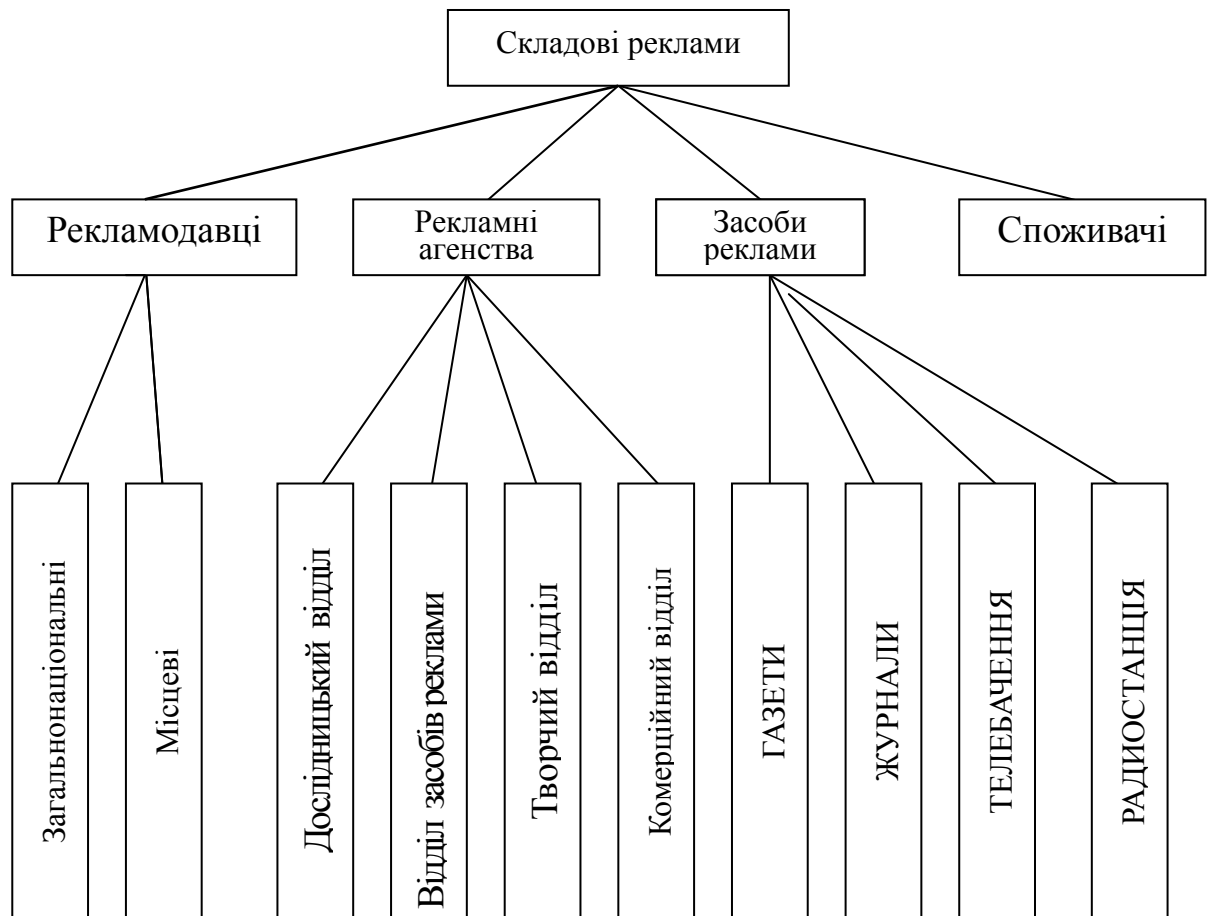 Складові реклами
Рекламодавці
Рекламні
агенства
Засоби
реклами
Споживачі
Загальнонаціональні
Місцеві
Дослідницький відділ
Відділ засобів реклами
Творчий відділ
Комерційний відділ
ГАЗЕТИ
ЖУРНАЛИ
ТЕЛЕБАЧЕННЯ
РАДИОСТАНЦІЯ